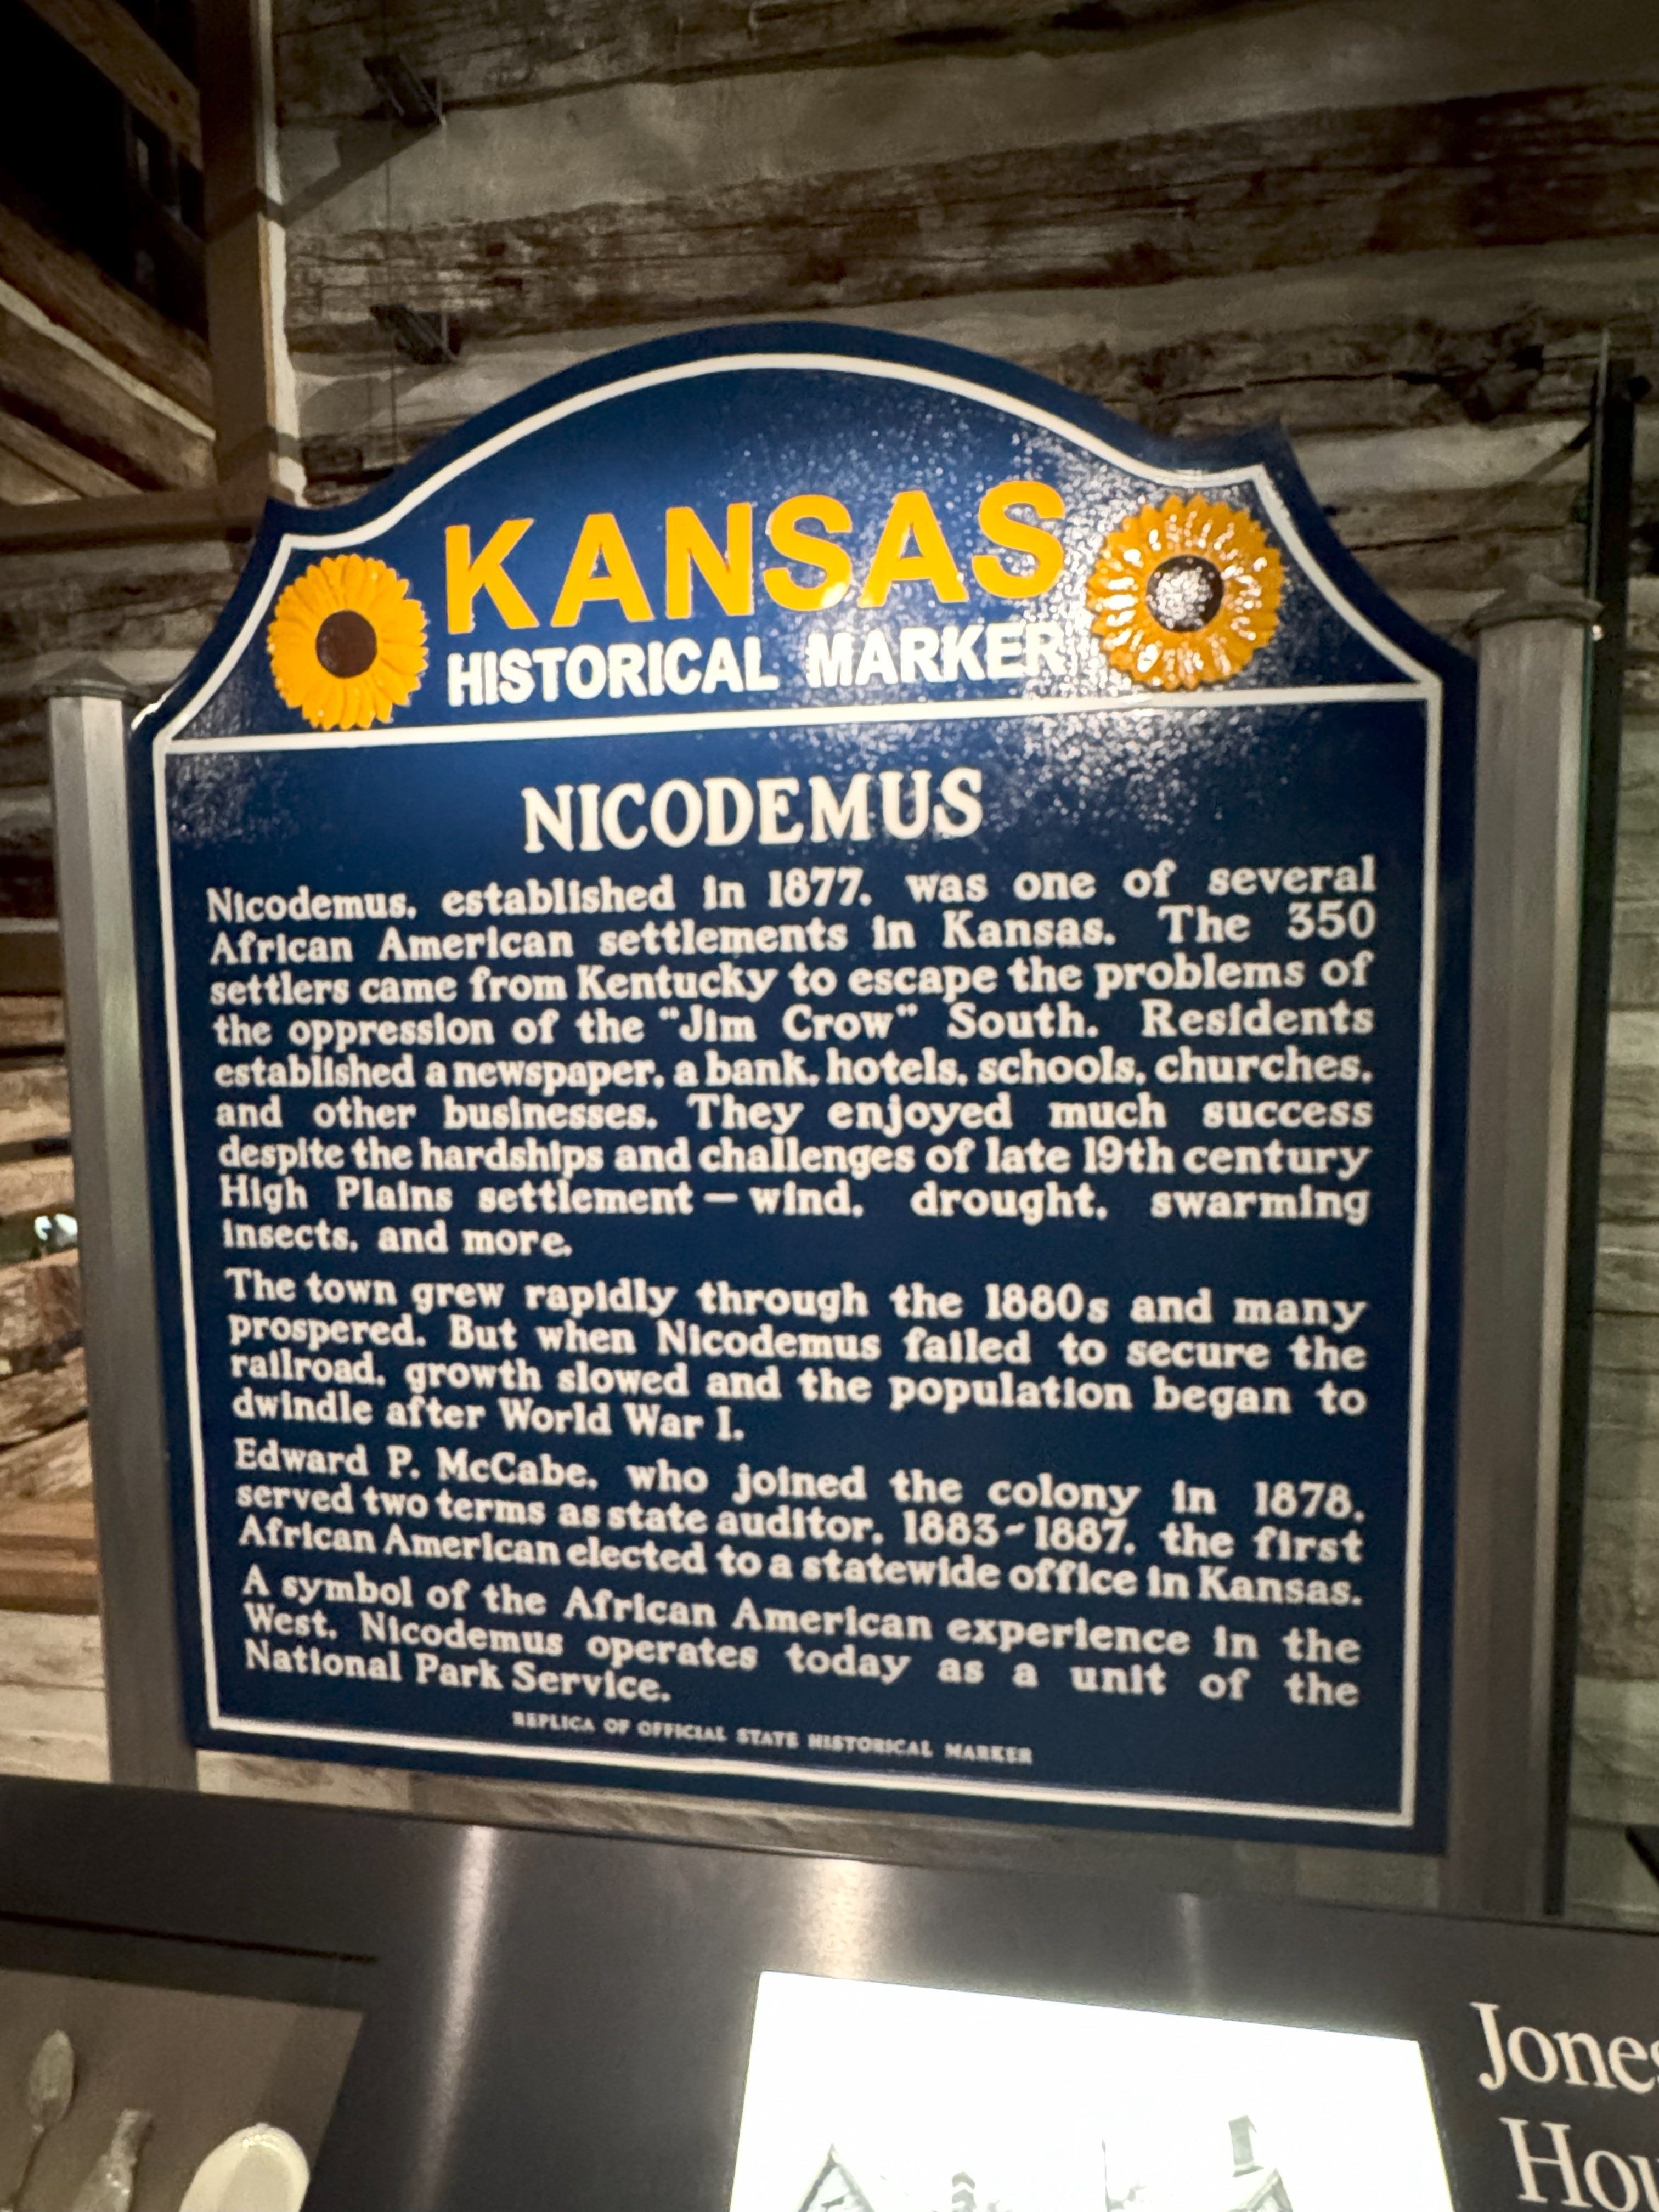 KANSAS
HISTORICAL MARKER
NICODEMUS
Nicodemus, established in 1877, was one of several
African American settlements in Kansas. The 350
settlers came from Kentucky to escape the problems of
the oppression of the "Jim Crow" South. Residents
established a newspaper, a bank, hotels, schools, churches,
and other businesses. They enjoyed much success
despite the hardships and challenges of late 19th century
High Plains settlement — wind, drought, swarming
insects, and more.
The town grew rapidly through the 1880s and many
prospered. But when Nicodemus failed to secure the
railroad, growth slowed and the population began to
dwindle after World War I.
Edward P. McCabe, who joined the colony in 1878,
served two terms as state auditor, 1883-1887, the first
African American elected to a statewide office in Kansas.
A symbol of the African American experience in the
West, Nicodemus operates today as a unit of the
National Park Service.
REPLICA OF OFFICIAL STATE HISTORICAL MARKER
Jones
Hou